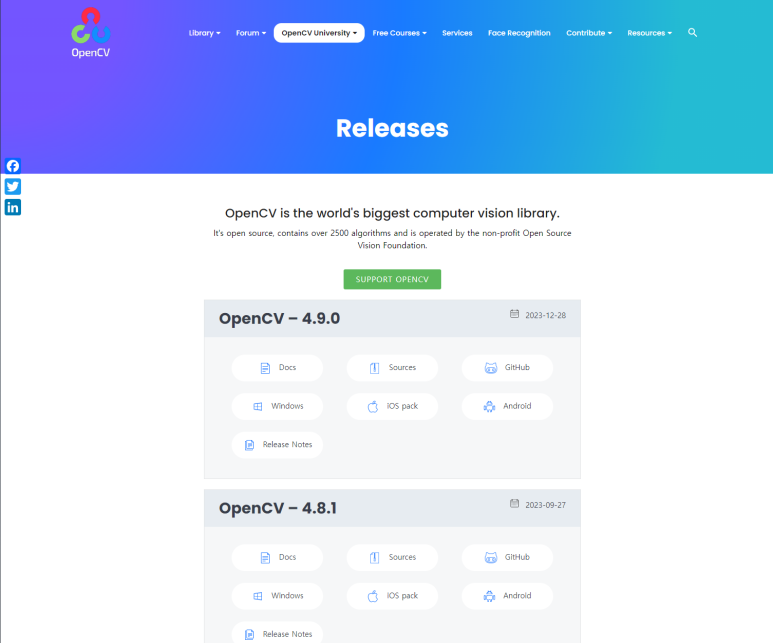 OpenCV
Library Forum OpenCV University Free Courses Services Face Recognition Contribute Resources
Releases
OpenCV is the world's biggest computer vision library.
It's open source, contains over 2500 algorithms and is operated by the non-profit Open Source
Vision Foundation.
SUPPORT OPENCV
OpenCV – 4.9.0 2023-12-28
Docs Sources GitHub
Windows iOS pack Android
Release Notes
OpenCV – 4.8.1 2023-09-27
Docs Sources GitHub
Windows iOS pack Android
Release Notes